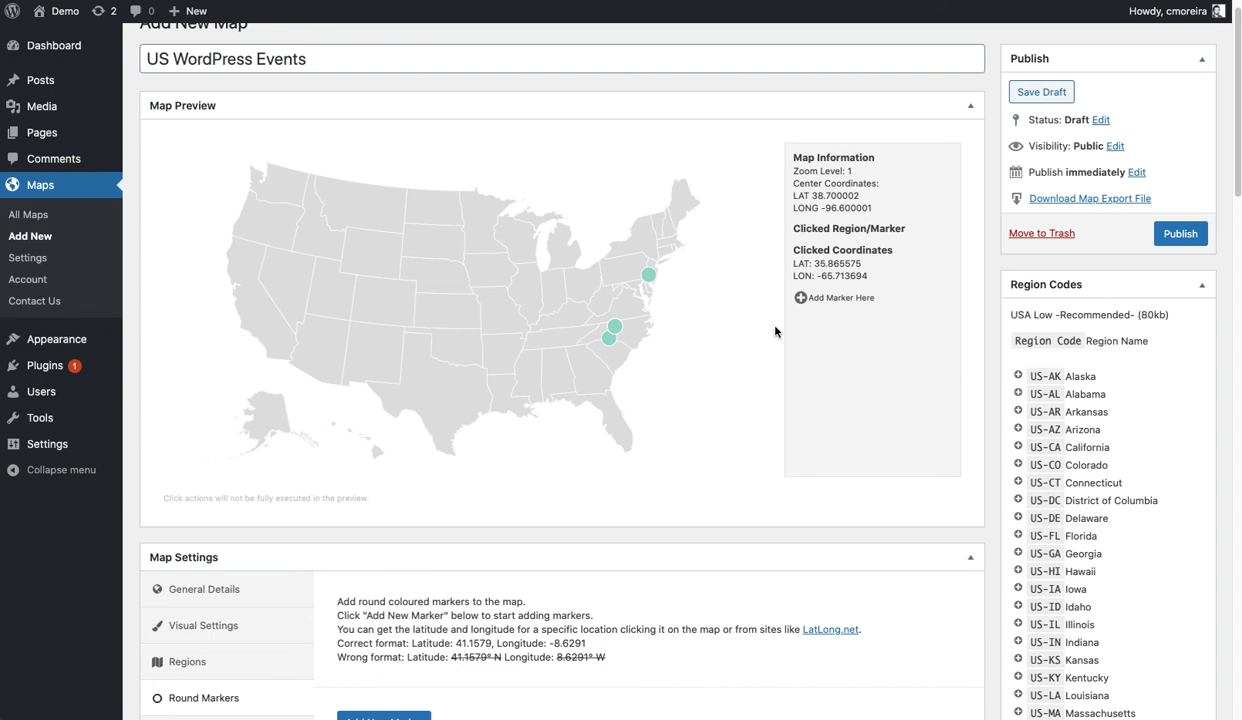 Demo
2
0
New
Howdy, cmoreira
Dashboard
Posts
Media
Pages
Comments
Maps
All Maps
Add New
Settings
Account
Contact Us
Appearance
Plugins 1
Users
Tools
Settings
Collapse menu
Add New Map
US WordPress Events
Map Preview
Map Information
Zoom Level: 1
Center Coordinates:
LAT 38.700002
LONG -96.600001
Clicked Region/Marker
Clicked Coordinates
LAT: 35.865575
LON: -65.713694
Add Marker Here
Click actions will not be fully executed in the preview.
Map Settings
General Details
Visual Settings
Regions
Round Markers
Add round coloured markers to the map.
Click "Add New Marker" below to start adding markers.
You can get the latitude and longitude for a specific location clicking it on the map or from sites like LatLong.net.
Correct format: Latitude: 41.1579, Longitude: -8.6291
Wrong format: Latitude: 41.1579° N Longitude: 8.6291° W
Add New Marker
Publish
Save Draft
Status: Draft Edit
Visibility: Public Edit
Publish immediately Edit
Download Map Export File
Move to Trash
Publish
Region Codes
USA Low -Recommended- (80kb)
Region Code Region Name
US-AK Alaska
US-AL Alabama
US-AR Arkansas
US-AZ Arizona
US-CA California
US-CO Colorado
US-CT Connecticut
US-DC District of Columbia
US-DE Delaware
US-FL Florida
US-GA Georgia
US-HI Hawaii
US-IA Iowa
US-ID Idaho
US-IL Illinois
US-IN Indiana
US-KS Kansas
US-KY Kentucky
US-LA Louisiana
US-MA Massachusetts